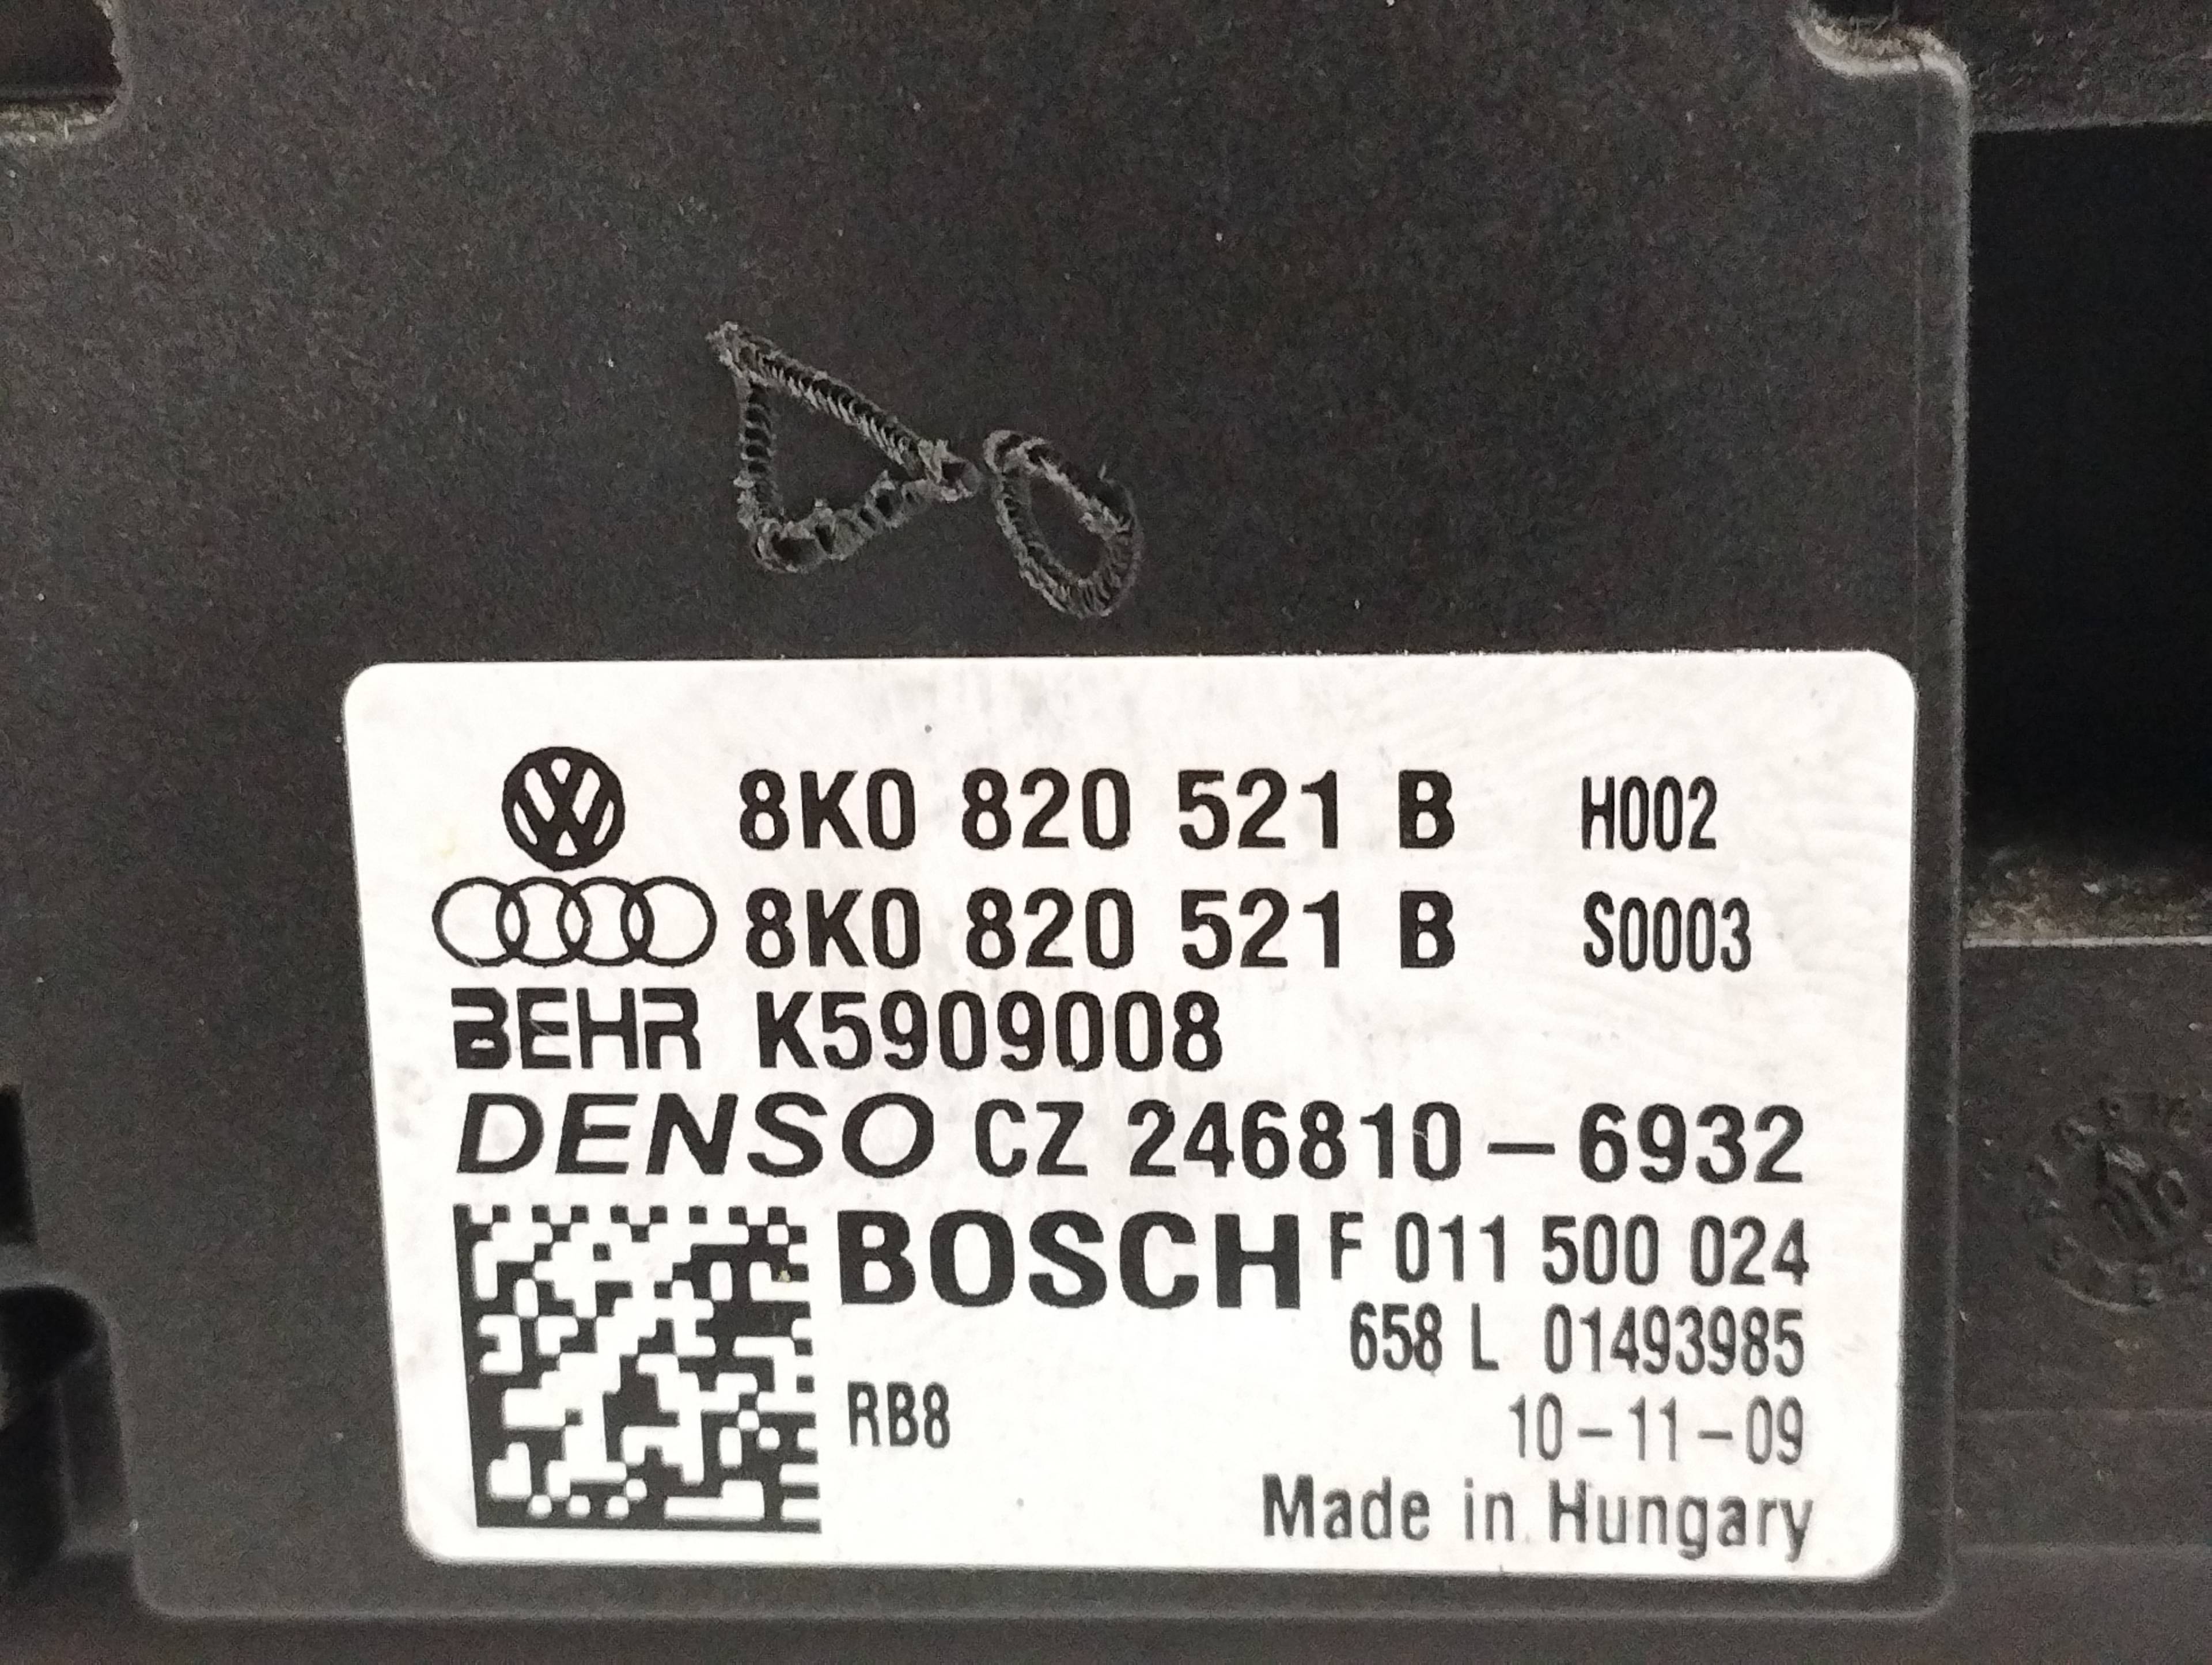 8K0 820 521 B H002
8K0 820 521 B S0003
BEHR K5909008
DENSO CZ 246810-6932
BOSCH F 011 500 024
658 L 01493985
RB8 10-11-09
Made in Hungary